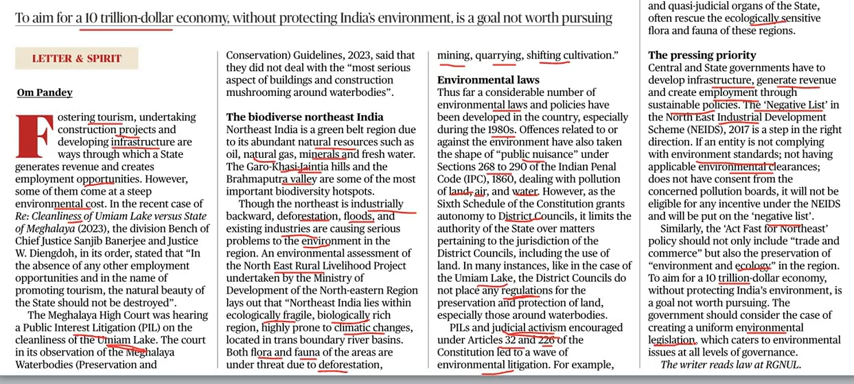 To aim for a 10 trillion-dollar economy, without protecting India's environment, is a goal not worth pursuing
LETTER & SPIRIT
Om Pandey
Fostering tourism, undertaking
construction projects and
developing infrastructure are
ways through which a State
generates revenue and creates
employment opportunities. However,
some of them come at a steep
environmental cost. In the recent case of
Re: Cleanliness of Umiam Lake versus State
of Meghalaya (2023), the division Bench of
Chief Justice Sanjib Banerjee and Justice
W. Diengdoh, in its order, stated that “In
the absence of any other employment
opportunities and in the name of
promoting tourism, the natural beauty of
the State should not be destroyed”.
The Meghalaya High Court was hearing
a Public Interest Litigation (PIL) on the
cleanliness of the Umiam Lake. The court
in its observation of the Meghalaya
Waterbodies (Preservation and
Conservation) Guidelines, 2023, said that
they did not deal with the “most serious
aspect of buildings and construction
mushrooming around waterbodies”.
The biodiverse northeast India
Northeast India is a green belt region due
to its abundant natural resources such as
oil, natural gas, minerals and fresh water.
The Garo-Khasi-Jaintia hills and the
Brahmaputra valley are some of the most
important biodiversity hotspots.
Though the northeast is industrially
backward, deforestation, floods, and
existing industries are causing serious
problems to the environment in the
region. An environmental assessment of
the North East Rural Livelihood Project
undertaken by the Ministry of
Development of the North-eastern Region
lays out that “Northeast India lies within
ecologically fragile, biologically rich
region, highly prone to climatic changes,
located in trans boundary river basins.
Both flora and fauna of the areas are
under threat due to deforestation,
mining, quarrying, shifting cultivation.”
Environmental laws
Thus far a considerable number of
environmental laws and policies have
been developed in the country, especially
during the 1980s. Offences related to or
against the environment have also taken
the shape of “public nuisance” under
Sections 268 to 290 of the Indian Penal
Code (IPC), 1860, dealing with pollution
of land, air, and water. However, as the
Sixth Schedule of the Constitution grants
autonomy to District Councils, it limits the
authority of the State over matters
pertaining to the jurisdiction of the
District Councils, including the use of
land. In many instances, like in the case of
the Umiam Lake, the District Councils do
not place any regulations for the
preservation and protection of land,
especially those around waterbodies.
PILs and judicial activism encouraged
under Articles 32 and 226 of the
Constitution led to a wave of
environmental litigation. For example,
and quasi-judicial organs of the State,
often rescue the ecologically sensitive
flora and fauna of these regions.
The pressing priority
Central and State governments have to
develop infrastructure, generate revenue
and create employment through
sustainable policies. The ‘Negative List’ in
the North East Industrial Development
Scheme (NEIDS), 2017 is a step in the right
direction. If an entity is not complying
with environment standards; not having
applicable environmental clearances;
does not have consent from the
concerned pollution boards, it will not be
eligible for any incentive under the NEIDS
and will be put on the ‘negative list’.
Similarly, the ‘Act Fast for Northeast’
policy should not only include “trade and
commerce” but also the preservation of
“environment and ecology” in the region.
To aim for a 10 trillion-dollar economy,
without protecting India's environment, is
a goal not worth pursuing. The
government should consider the case of
creating a uniform environmental
legislation, which caters to environmental
issues at all levels of governance.
The writer reads law at RGNUL.